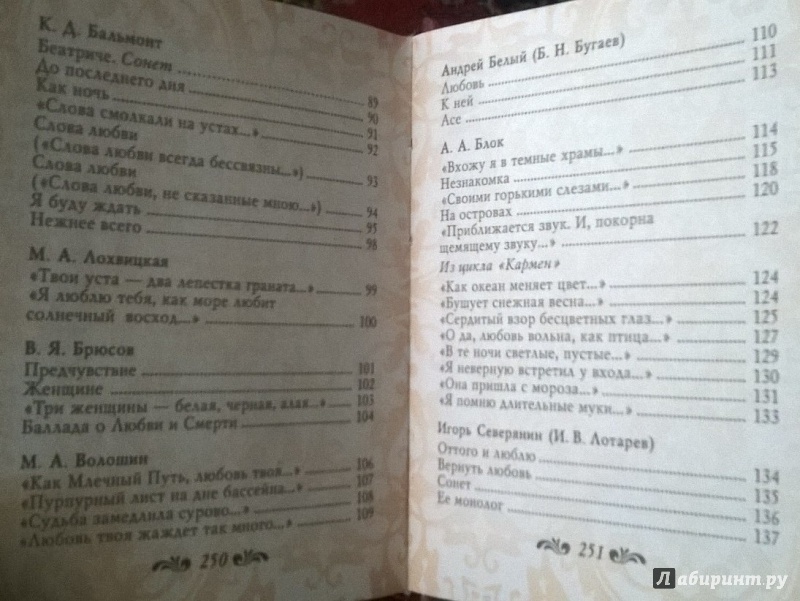 К. Д. Бальмонт
Беатриче. Сонет 89
До последнего дня 90
Как ночь 91
«Слова смолкали на устах...» 92
Слова любви
(«Слова любви всегда бессвязны...») 93
Слова любви
(«Слова любви, не сказанные мною...») 94
Я буду ждать 95
Нежнее всего 98
М. А. Лохвицкая
«Твои уста — два лепестка граната...» 99
«Я люблю тебя, как море любит
солнечный восход...» 100
В. Я. Брюсов
Предчувствие 101
Женщине 102
«Три женщины — белая, черная, алая...» 103
Баллада о Любви и Смерти 104
М. А. Волошин
«Как Млечный Путь, любовь твоя...» 106
«Пурпурный лист на дне бассейна...» 107
«Судьба замедлила сурово...» 108
«Любовь твоя жаждет так много...» 109
250
Андрей Белый (Б. Н. Бугаев)
Любовь 110
К ней 111
Асе 113
А. А. Блок
«Вхожу я в темные храмы...» 114
Незнакомка 115
«Своими горькими слезами...» 118
На островах 120
«Приближается звук. И, покорна
щемящему звуку...» 122
Из цикла «Кармен»
«Как океан меняет цвет...» 124
«Бушует снежная весна...» 124
«Сердитый взор бесцветных глаз...» 125
«О да, любовь вольна, как птица...» 127
«В те ночи светлые, пустые...» 129
«Я неверную встретил у входа...» 130
«Она пришла с мороза...» 131
«Я помню длительные муки...» 133
Игорь Северянин (И. В. Лотарев)
Оттого и люблю 134
Вернуть любовь 135
Сонет 136
Ее монолог 137
251
Лабиринт.ру